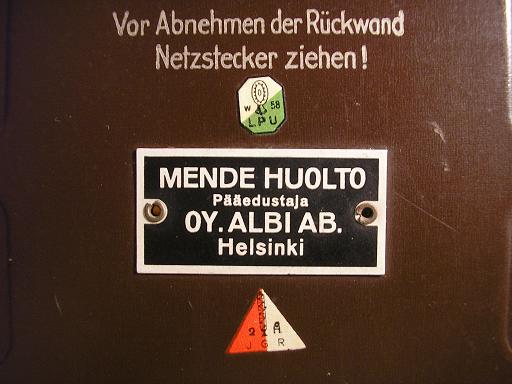 Vor Abnehmen der Rückwand
Netzstecker ziehen!
W 58
LPU
MENDE HUOLTO
Pääedustaja
OY. ALBI AB.
Helsinki
J G R